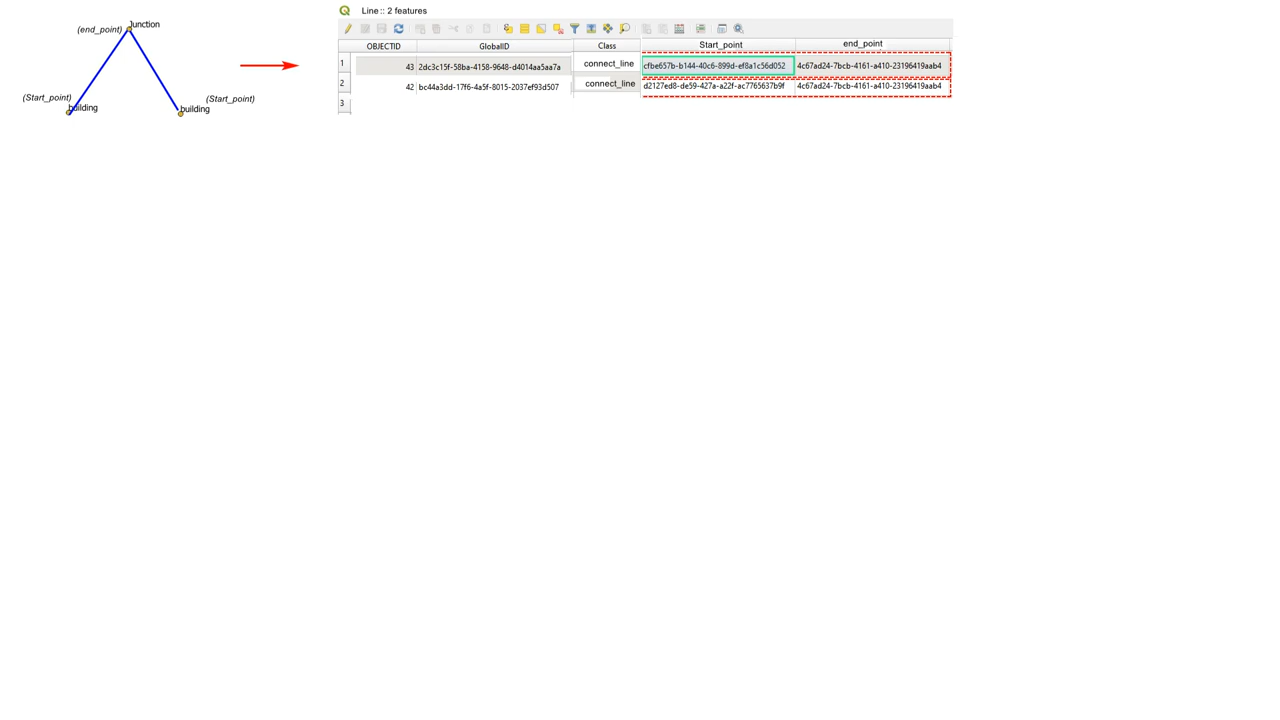 Junction
(end_point)
(Start_point)
building
(Start_point)
building
Line :: 2 features
OBJECTID GlobalID Class Start_point end_point
1 43 2dc3c15f-58ba-4158-9648-d4014aa5aa7a connect_line cfbe657b-b144-40c6-899d-ef8a1c56d052 4c67ad24-7bcb-4161-a410-23196419aab4
2 42 bc44a3dd-17f6-4a5f-8015-2037ef93d507 connect_line d2127ed8-de59-427a-a22f-ac7765637b9f 4c67ad24-7bcb-4161-a410-23196419aab4
3